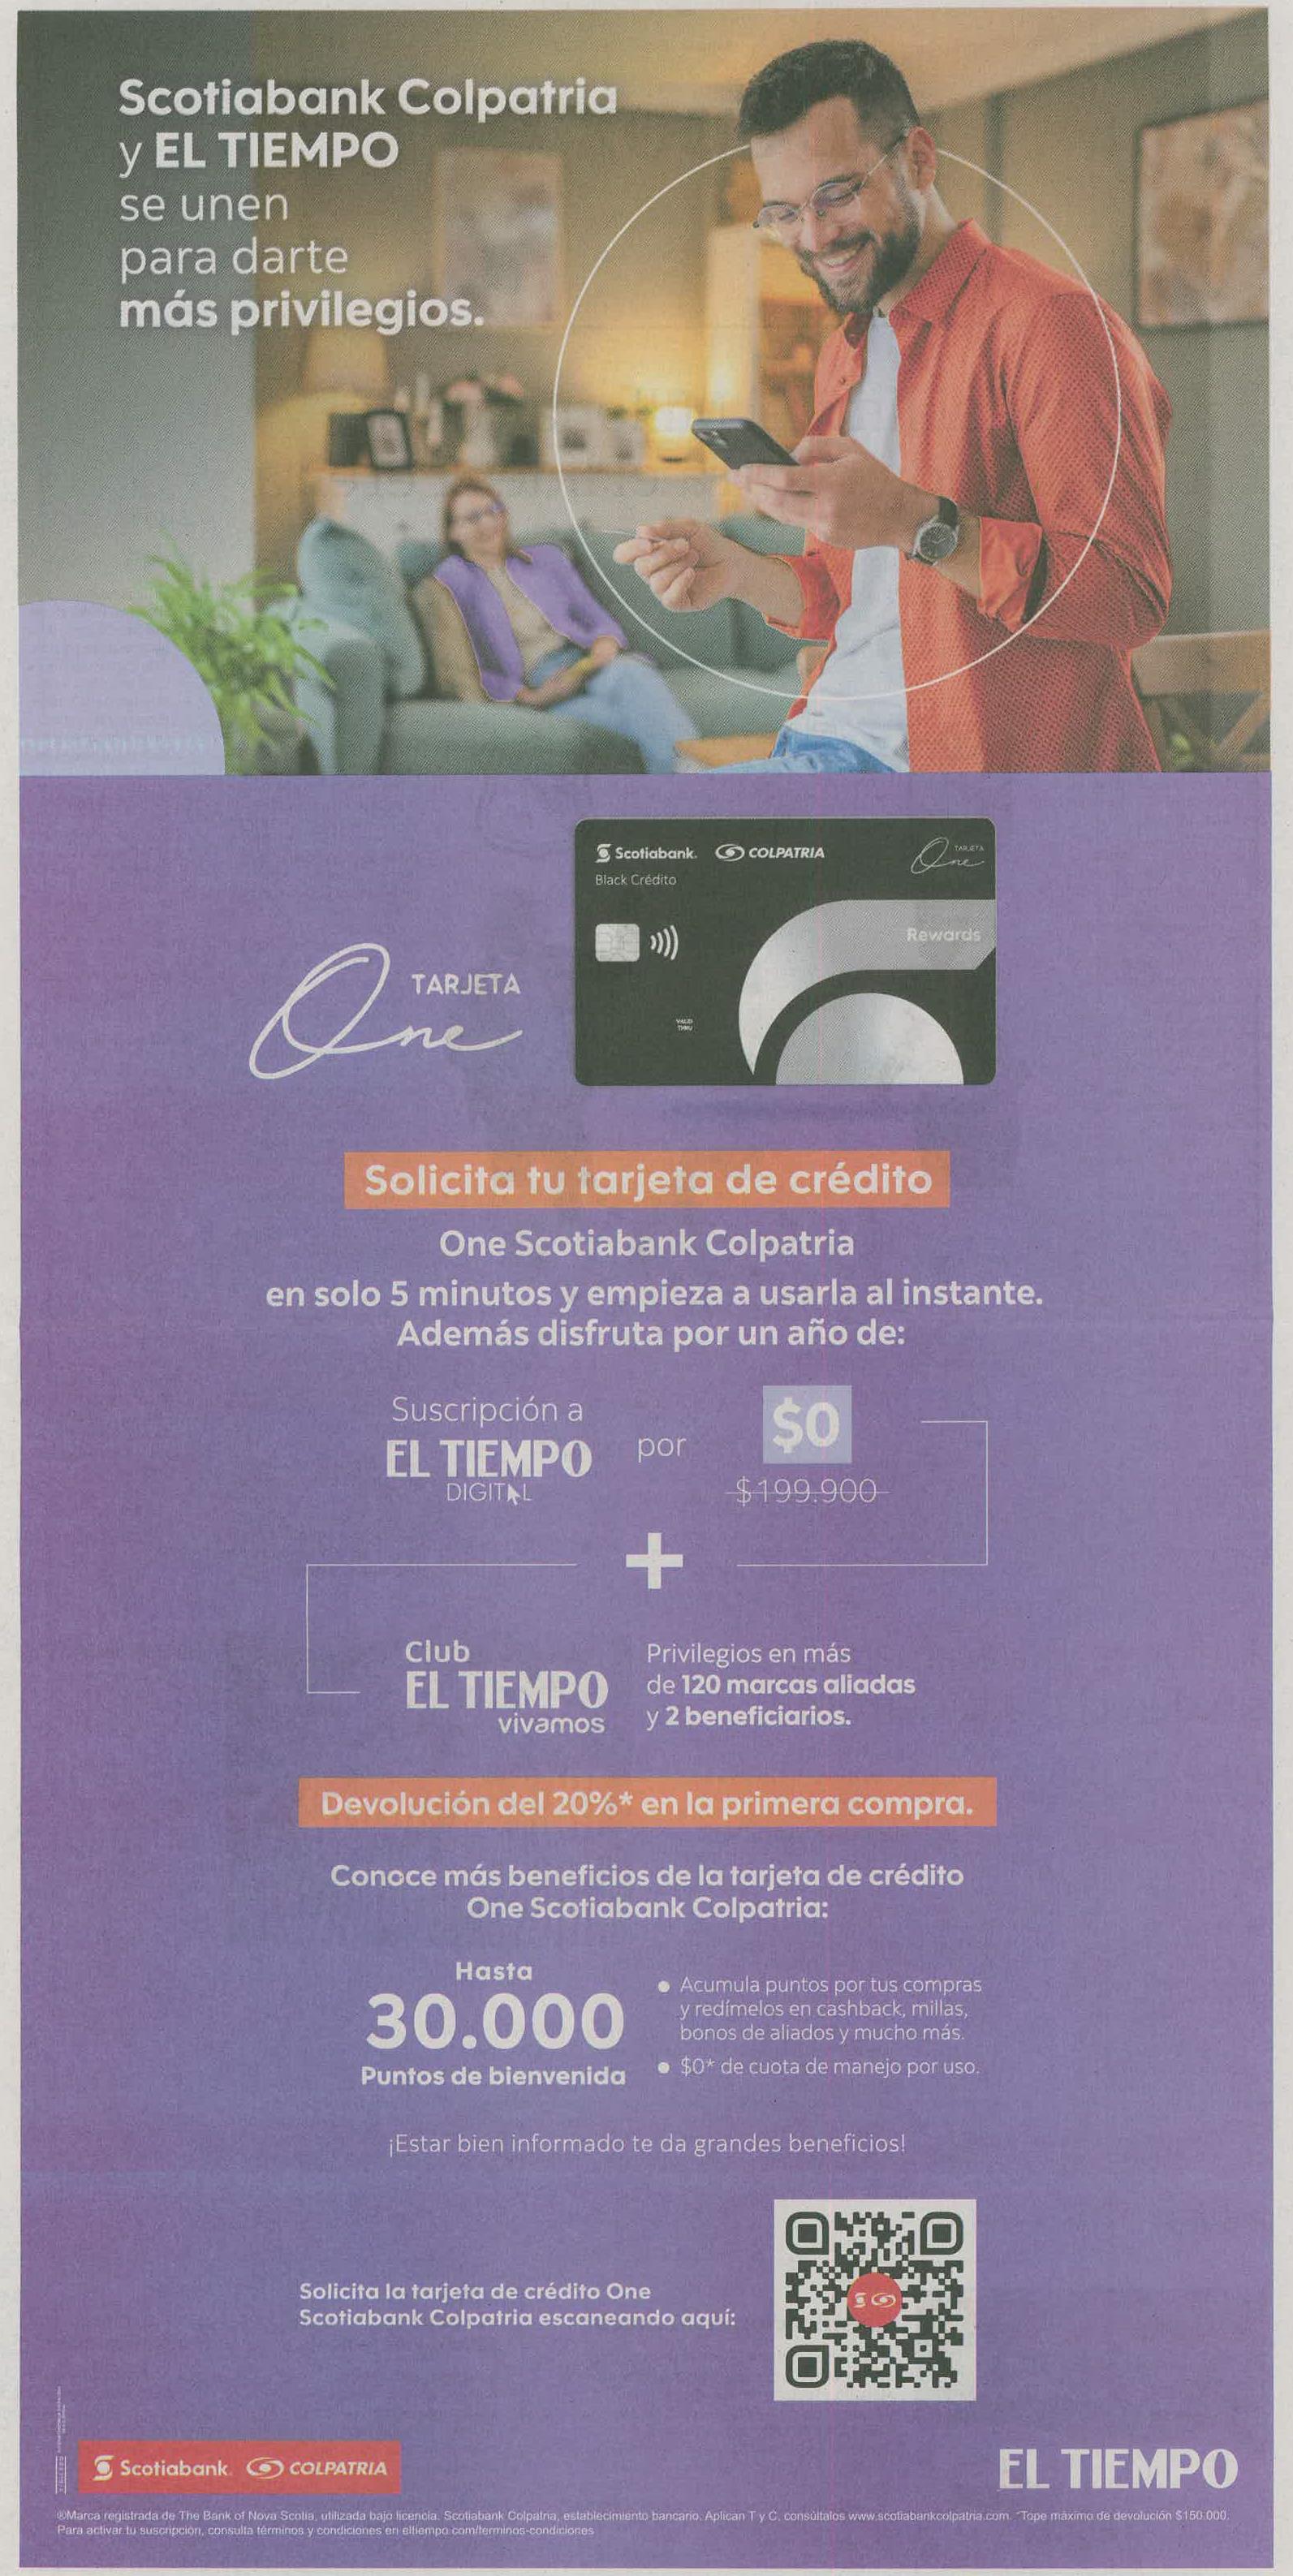 Scotiabank Colpatria
y EL TIEMPO
se unen
para darte
más privilegios.
Scotiabank. COLPATRIA
TARJETA
One
Black Crédito
Rewards
VALID
THRU
TARJETA
One
Solicita tu tarjeta de crédito
One Scotiabank Colpatria
en solo 5 minutos y empieza a usarla al instante.
Además disfruta por un año de:
Suscripción a
EL TIEMPO
DIGITAL
por
$0
$199.900
+
Club
EL TIEMPO
vivamos
Privilegios en más
de 120 marcas aliadas
y 2 beneficiarios.
Devolución del 20%* en la primera compra.
Conoce más beneficios de la tarjeta de crédito
One Scotiabank Colpatria:
Hasta
30.000
Puntos de bienvenida
• Acumula puntos por tus compras
y redímelos en cashback, millas,
bonos de aliados y mucho más.
• $0* de cuota de manejo por uso.
¡Estar bien informado te da grandes beneficios!
Solicita la tarjeta de crédito One
Scotiabank Colpatria escaneando aquí:
Scotiabank. COLPATRIA
EL TIEMPO
®Marca registrada de The Bank of Nova Scotia, utilizada bajo licencia. Scotiabank Colpatria, establecimiento bancario. Aplican T y C, consúltalos www.scotiabankcolpatria.com. *Tope máximo de devolución $150.000.
Para activar tu suscripción, consulta términos y condiciones en eltiempo.com/terminos-condiciones